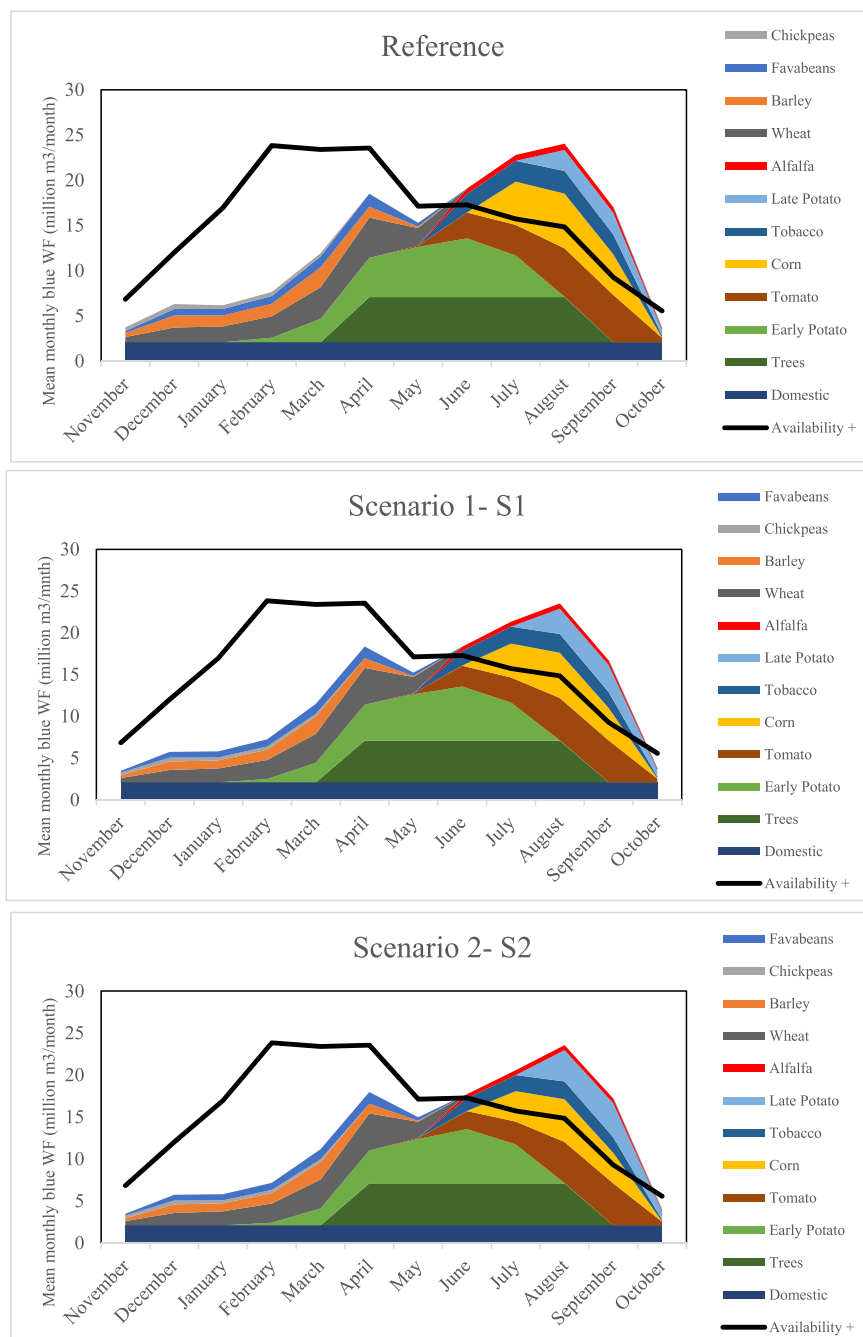 Reference
Mean monthly blue WF (million m3/month)
30
25
20
15
10
5
0
November
December
January
February
March
April
May
June
July
August
September
October
Chickpeas
Favabeans
Barley
Wheat
Alfalfa
Late Potato
Tobacco
Corn
Tomato
Early Potato
Trees
Domestic
Availability +
Scenario 1- S1
Mean monthly blue WF (million m3/mnth)
30
25
20
15
10
5
0
November
December
January
February
March
April
May
June
July
August
September
October
Favabeans
Chickpeas
Barley
Wheat
Alfalfa
Late Potato
Tobacco
Corn
Tomato
Early Potato
Trees
Domestic
Availability +
Scenario 2- S2
Mean monthly blue WF (million m3/month)
30
25
20
15
10
5
0
November
December
January
February
March
April
May
June
July
August
September
October
Favabeans
Chickpeas
Barley
Wheat
Alfalfa
Late Potato
Tobacco
Corn
Tomato
Early Potato
Trees
Domestic
Availability +